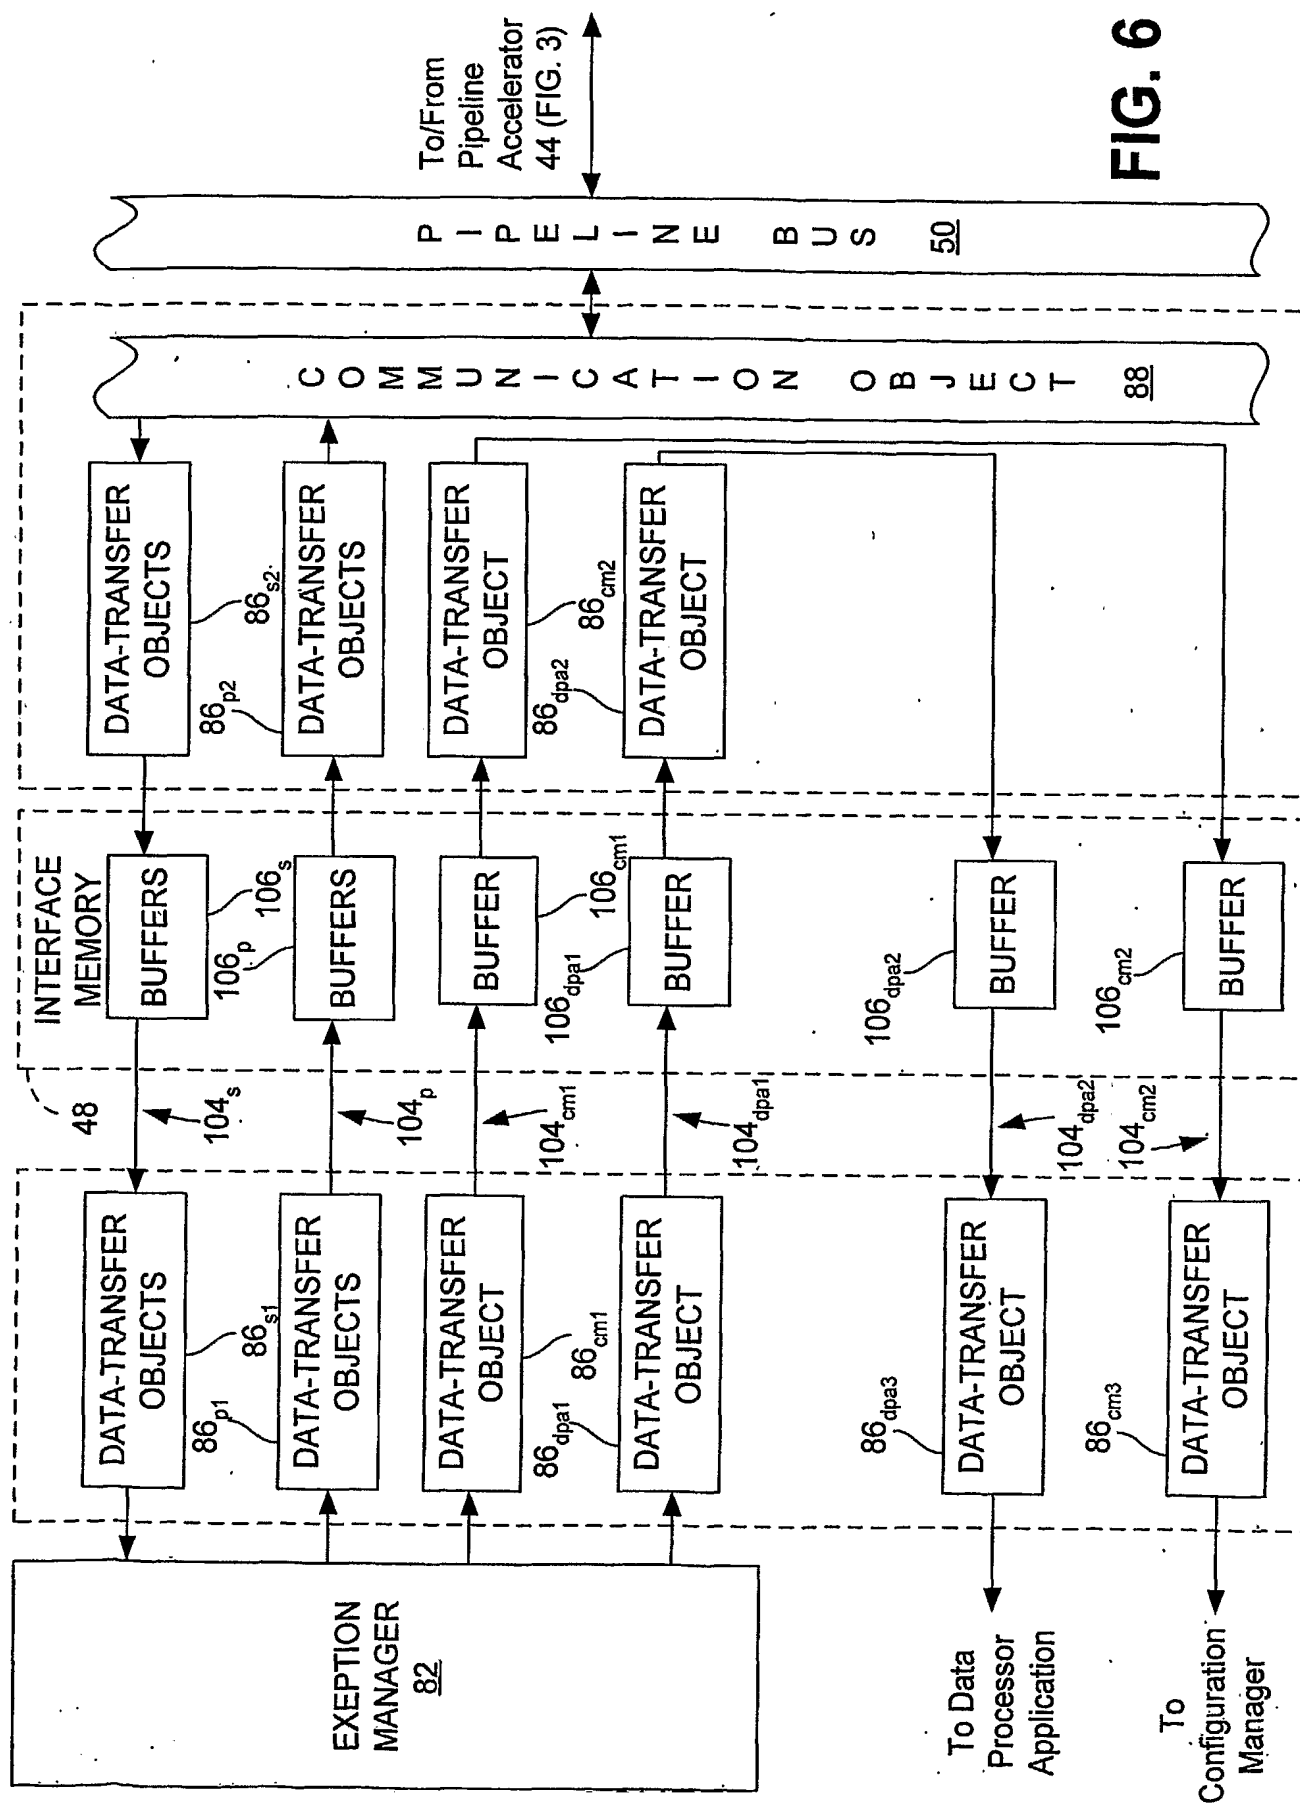 EXEPTION
MANAGER
82
To Data
Processor
Application
To
Configuration
Manager
DATA-TRANSFER
OBJECTS
86s1
86p1
DATA-TRANSFER
OBJECTS
DATA-TRANSFER
OBJECT
86cm1
86dpa1
DATA-TRANSFER
OBJECT
86dpa3
DATA-TRANSFER
OBJECT
86cm3
DATA-TRANSFER
OBJECT
48
104s
104p
104cm1
104dpa1
104dpa2
104cm2
INTERFACE
MEMORY
BUFFERS
106s
106p
BUFFERS
BUFFER
106cm1
106dpa1
BUFFER
106dpa2
BUFFER
106cm2
BUFFER
DATA-TRANSFER
OBJECTS
86s2
86p2
DATA-TRANSFER
OBJECTS
DATA-TRANSFER
OBJECT
86cm2
86dpa2
DATA-TRANSFER
OBJECT
COMMUNICATION OBJECT
88
PIPELINE BUS
50
To/From
Pipeline
Accelerator
44 (FIG. 3)
FIG. 6